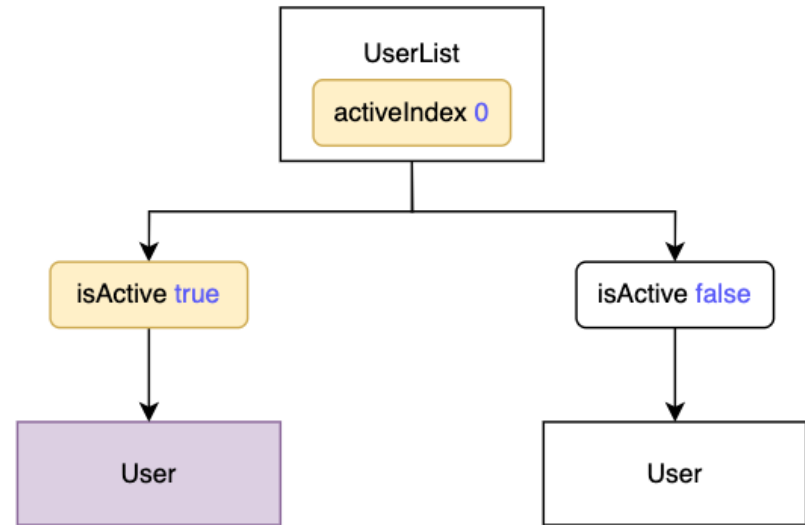 UserList
activeIndex 0
isActive true
isActive false
User
User